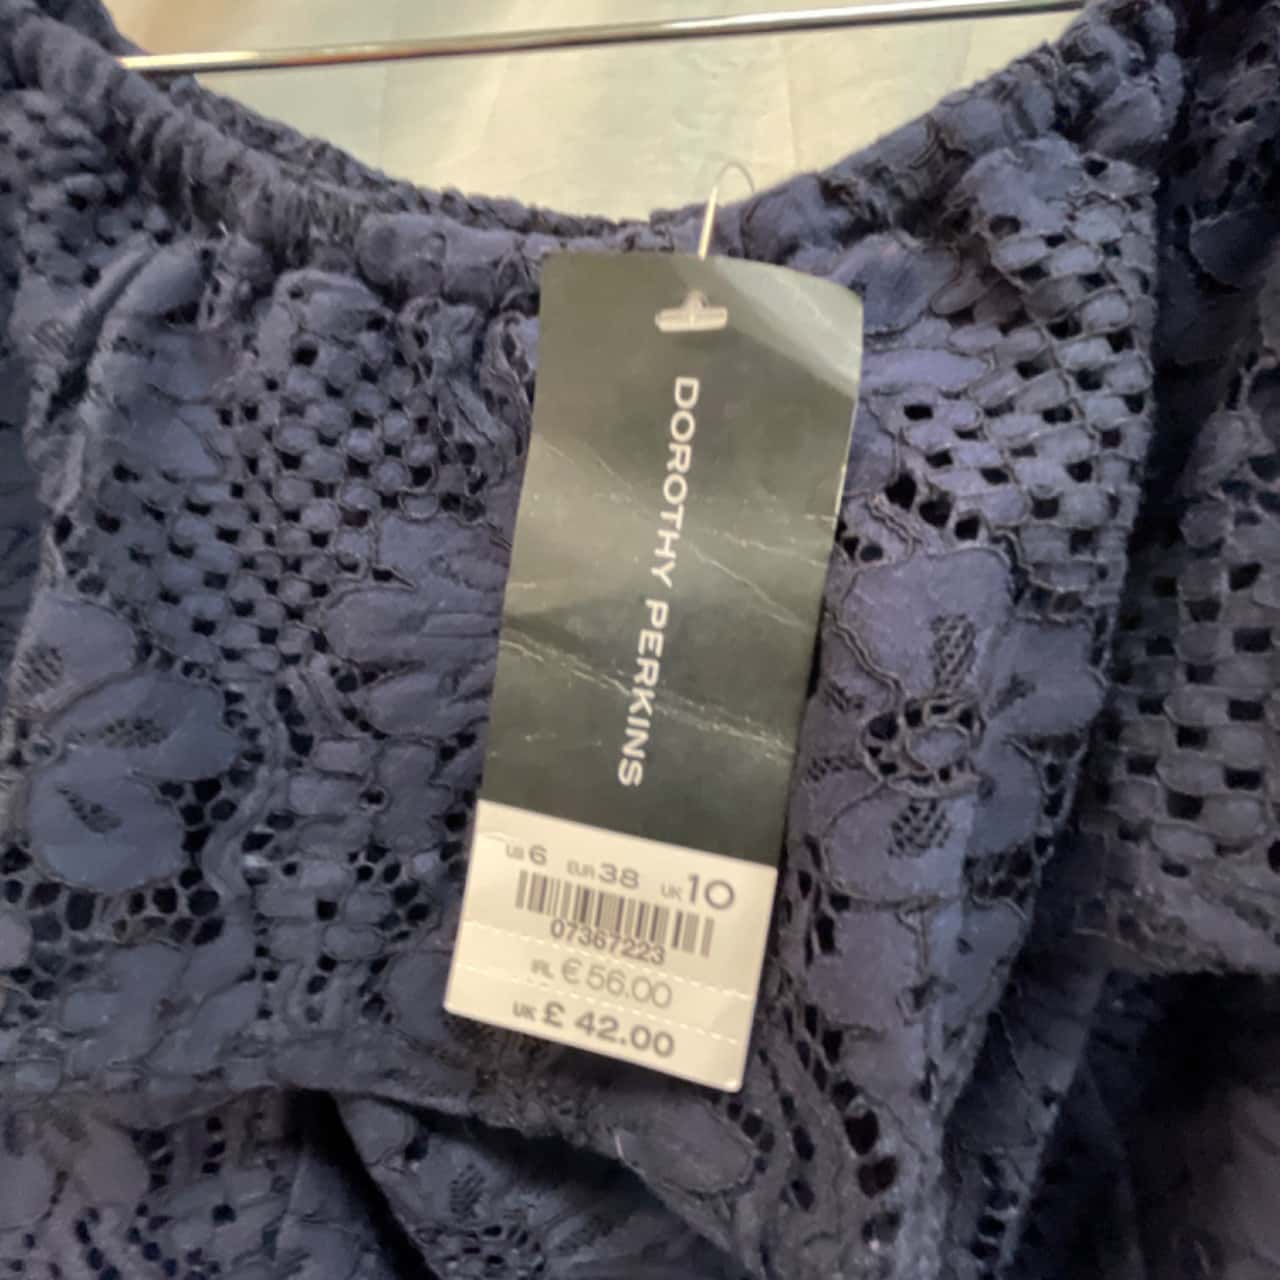 DOROTHY PERKINS
US 6 EUR 38 UK 10
07367223
IRL €56.00
UK £ 42.00